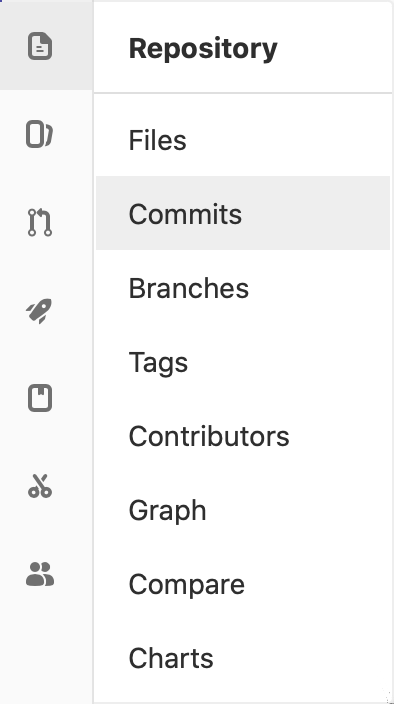 Repository
Files
Commits
Branches
Tags
Contributors
Graph
Compare
Charts